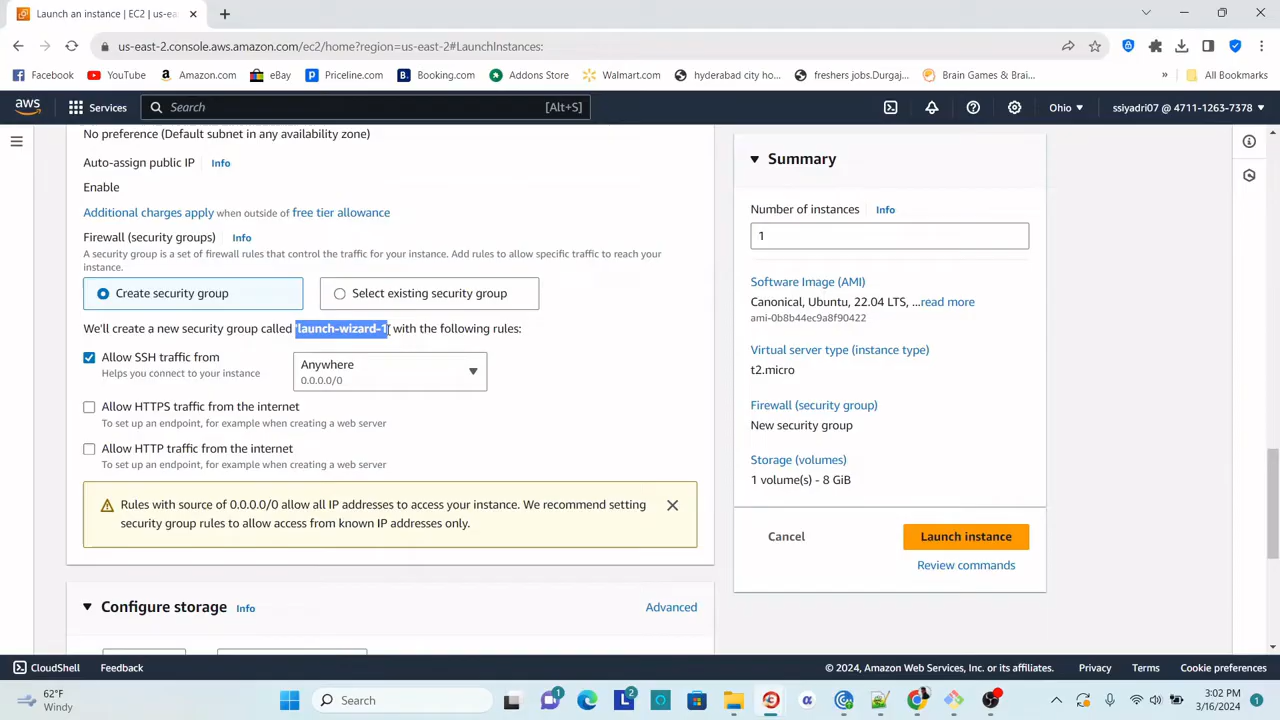 Launch an instance | EC2 | us-ea
us-east-2.console.aws.amazon.com/ec2/home?region=us-east-2#LaunchInstances:
Facebook YouTube Amazon.com eBay Priceline.com Booking.com Addons Store Walmart.com hyderabad city ho... freshers jobs.Durgaj... Brain Games & Brai... » All Bookmarks
aws Services Search [Alt+S] Ohio ssiyadri07 @ 4711-1263-7378
No preference (Default subnet in any availability zone)
Auto-assign public IP Info
Enable
Additional charges apply when outside of free tier allowance
Firewall (security groups) Info
A security group is a set of firewall rules that control the traffic for your instance. Add rules to allow specific traffic to reach your
instance.
Create security group
Select existing security group
We'll create a new security group called 'launch-wizard-1' with the following rules:
Allow SSH traffic from
Helps you connect to your instance
Anywhere
0.0.0.0/0
Allow HTTPS traffic from the internet
To set up an endpoint, for example when creating a web server
Allow HTTP traffic from the internet
To set up an endpoint, for example when creating a web server
Rules with source of 0.0.0.0/0 allow all IP addresses to access your instance. We recommend setting
security group rules to allow access from known IP addresses only.
Configure storage Info
Advanced
Summary
Number of instances Info
1
Software Image (AMI)
Canonical, Ubuntu, 22.04 LTS, ...read more
ami-0b8b44ec9a8f90422
Virtual server type (instance type)
t2.micro
Firewall (security group)
New security group
Storage (volumes)
1 volume(s) - 8 GiB
Cancel
Launch instance
Review commands
CloudShell Feedback © 2024, Amazon Web Services, Inc. or its affiliates. Privacy Terms Cookie preferences
62°F
Windy
Search
1
2
3:02 PM
3/16/2024
1